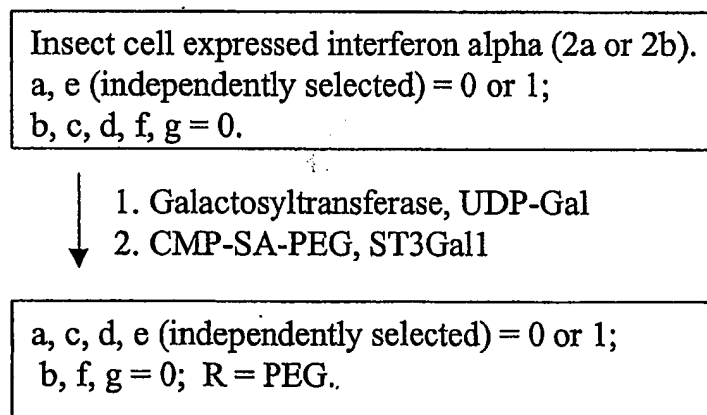 Insect cell expressed interferon alpha (2a or 2b).
a, e (independently selected) = 0 or 1;
b, c, d, f, g = 0.
1. Galactosyltransferase, UDP-Gal
2. CMP-SA-PEG, ST3Gal1
a, c, d, e (independently selected) = 0 or 1;
b, f, g = 0; R = PEG.